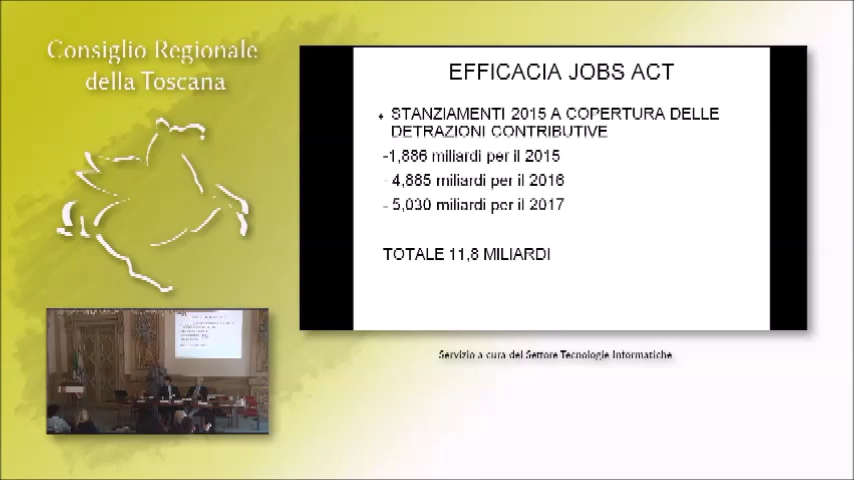 Consiglio Regionale
della Toscana
EFFICACIA JOBS ACT
♦ STANZIAMENTI 2015 A COPERTURA DELLE
DETRAZIONI CONTRIBUTIVE
-1,886 miliardi per il 2015
- 4,885 miliardi per il 2016
- 5,030 miliardi per il 2017
TOTALE 11,8 MILIARDI
Servizio a cura del Settore Tecnologie Informatiche